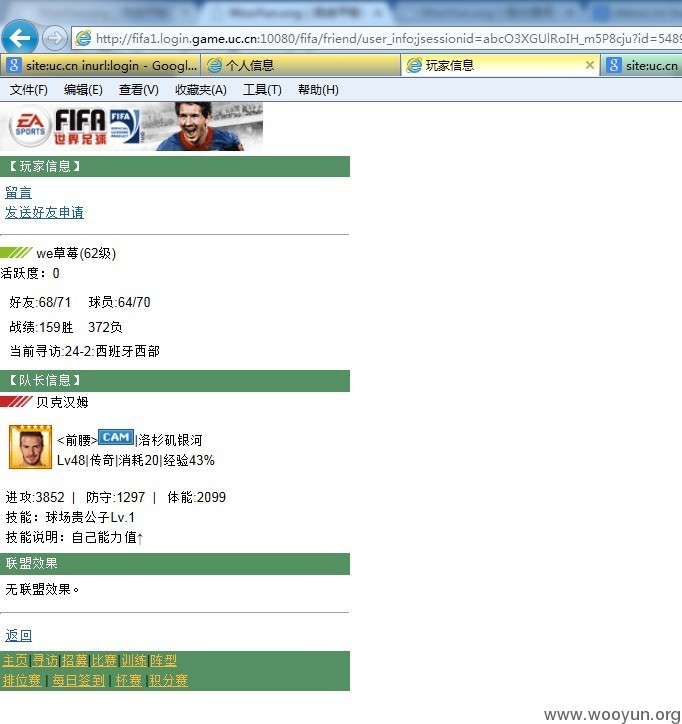 http://fifa1.login.game.uc.cn:10080/fifa/friend/user_info;jsessionid=abcO3XGUlRoIH_m5P8cju?id=5489
site:uc.cn inurl:login - Googl...
个人信息
玩家信息
site:uc.cn
文件(F) 编辑(E) 查看(V) 收藏夹(A) 工具(T) 帮助(H)
EA SPORTS FIFA 世界足球 FIFA
【玩家信息】
留言
发送好友申请
we草莓(62级)
活跃度：0
好友:68/71 球员:64/70
战绩:159胜 372负
当前寻访:24-2:西班牙西部
【队长信息】
贝克汉姆
<前腰>CAM|洛杉矶银河
Lv48|传奇|消耗20|经验43%
进攻:3852 | 防守:1297 | 体能:2099
技能：球场贵公子Lv.1
技能说明：自己能力值↑
联盟效果
无联盟效果。
返回
主页|寻访|招募|比赛|训练|阵型
排位赛 | 每日签到 | 杯赛 |积分赛
www.wooyun.org